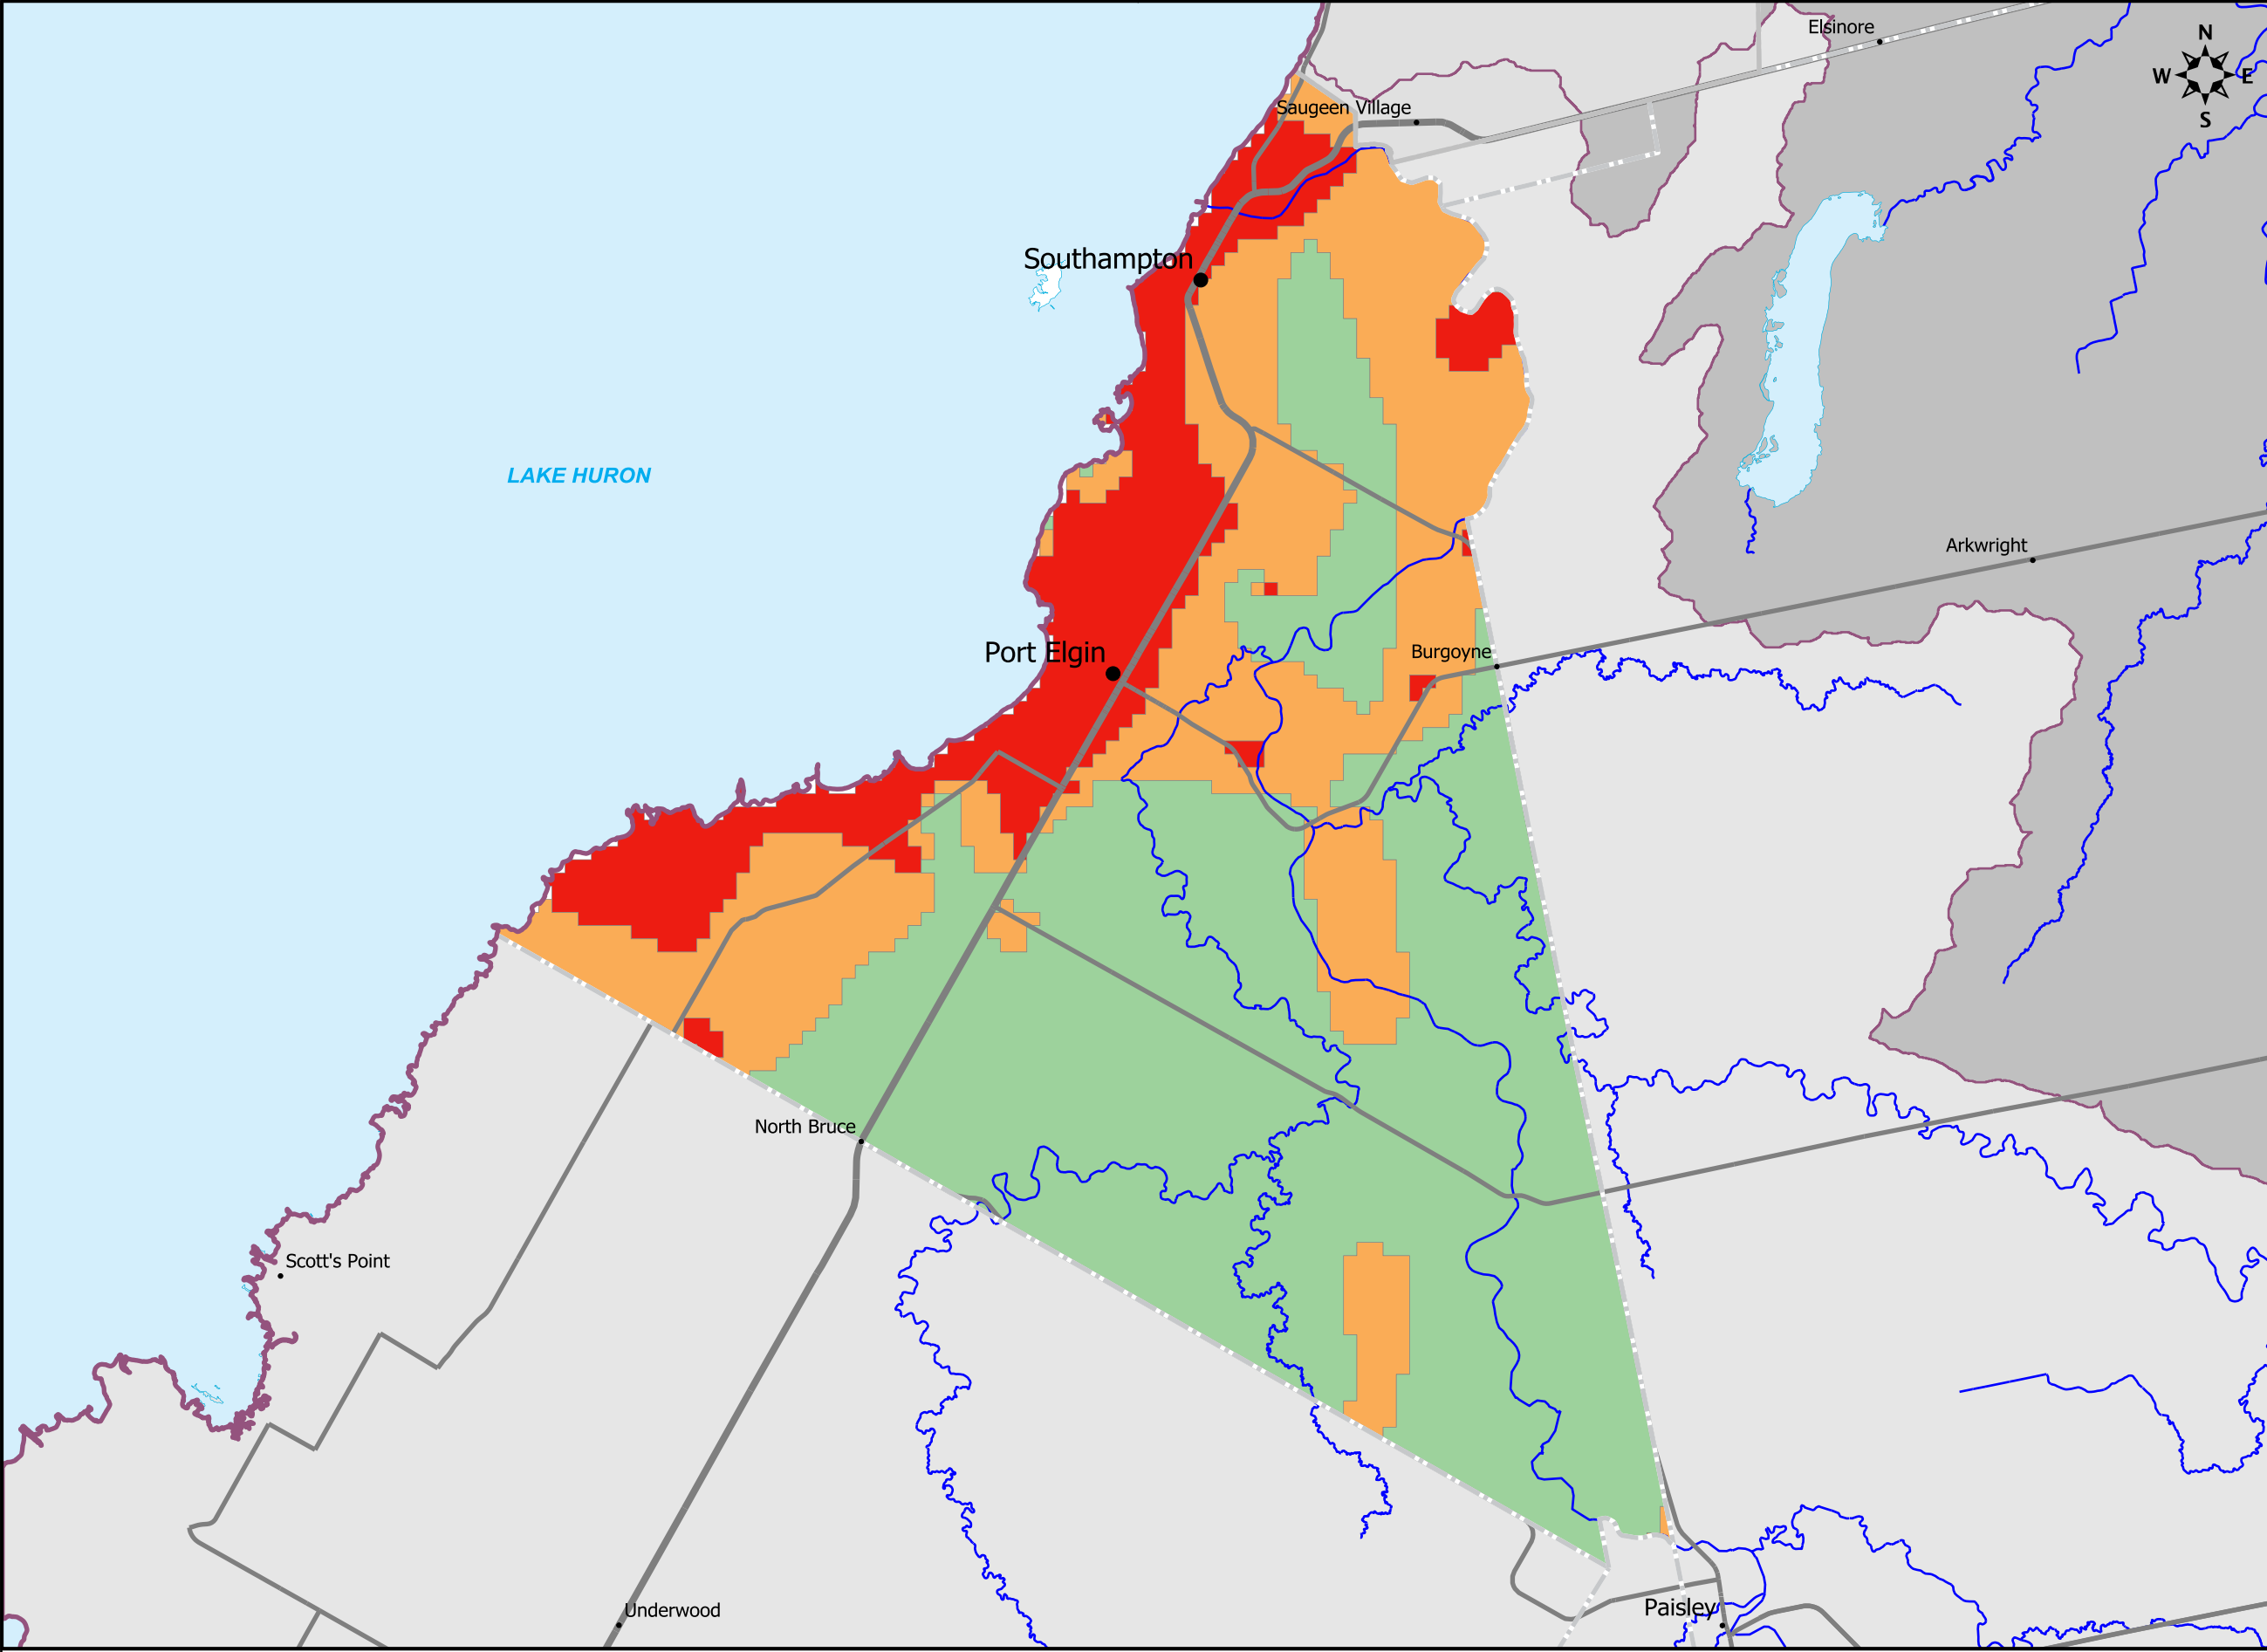 Elsinore
N
W E
S
Saugeen Village
Southampton
LAKE HURON
Arkwright
Port Elgin
Burgoyne
North Bruce
Scott's Point
Underwood
Paisley